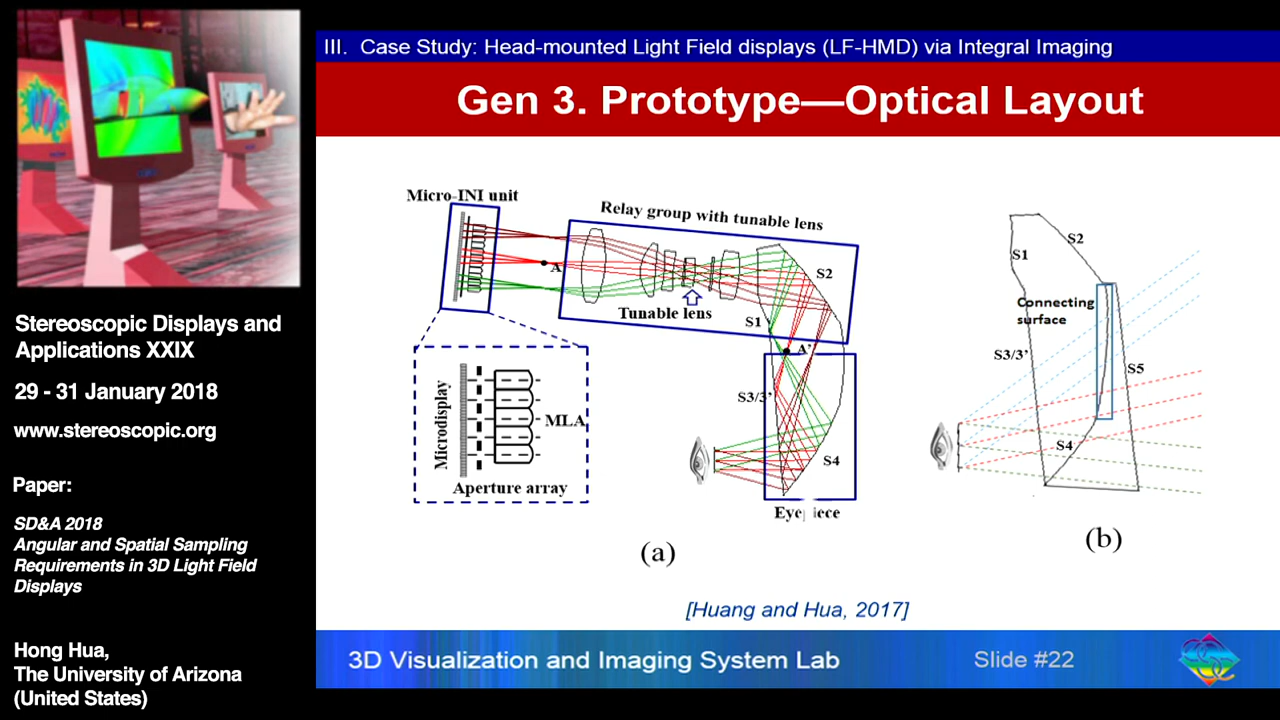 Stereoscopic Displays and
Applications XXIX
29 - 31 January 2018
www.stereoscopic.org
Paper:
SD&A 2018
Angular and Spatial Sampling
Requirements in 3D Light Field
Displays
Hong Hua,
The University of Arizona
(United States)
III. Case Study: Head-mounted Light Field displays (LF-HMD) via Integral Imaging
Gen 3. Prototype—Optical Layout
Micro-INI unit
Relay group with tunable lens
A
S2
Tunable lens
S1
A'
S3/3'
S4
Microdisplay
MLA
Aperture array
Eyepiece
(a)
S1
S2
Connecting
surface
S3/3'
S5
S4
(b)
[Huang and Hua, 2017]
3D Visualization and Imaging System Lab
Slide #22